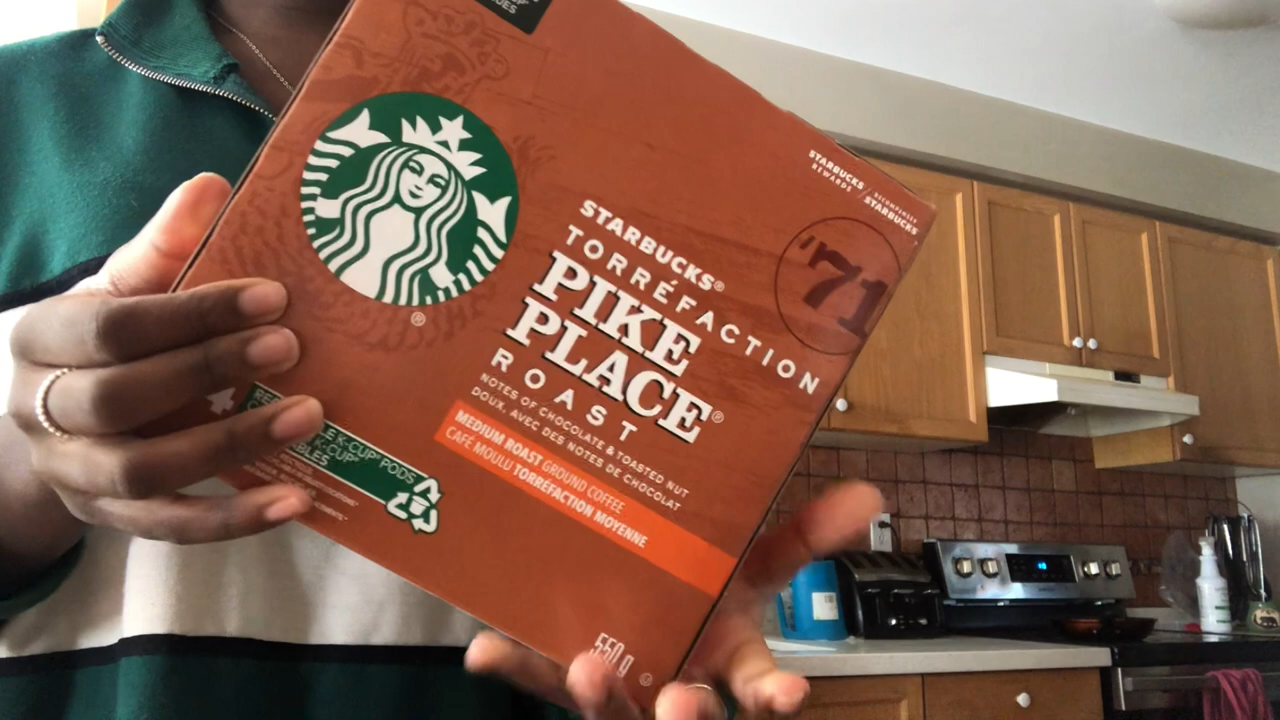 STARBUCKS
REWARDS
RECOMPENSES
STARBUCKS
'71
STARBUCKS®
TORRÉFACTION
PIKE
PLACE®
ROAST
NOTES OF CHOCOLATE & TOASTED NUT
DOUX, AVEC DES NOTES DE CHOCOLAT
MEDIUM ROAST GROUND COFFEE
CAFÉ MOULU TORRÉFACTION MOYENNE
K-CUP® PODS
K-CUP®
550 g